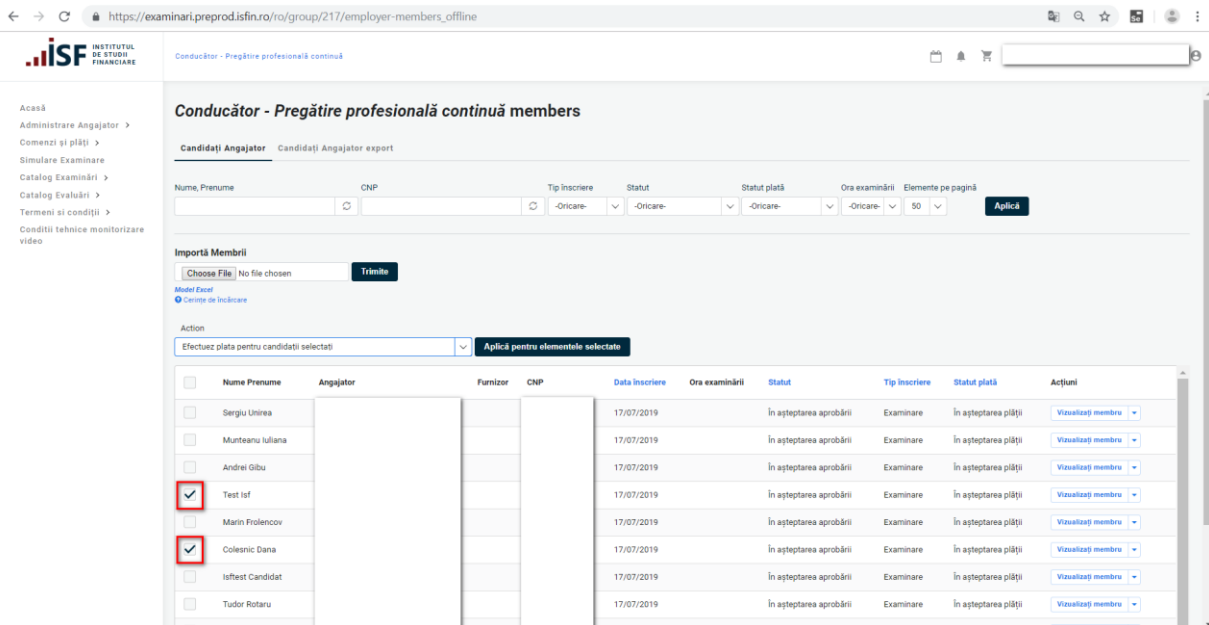 https://examinari.preprod.isfin.ro/ro/group/217/employer-members_offline
ISF INSTITUTUL DE STUDII FINANCIARE
Conducător - Pregătire profesională continuă
Acasă
Administrare Angajator >
Comenzi și plăți >
Simulare Examinare
Catalog Examinări >
Catalog Evaluări >
Termeni si condiții >
Conditii tehnice monitorizare
video
Conducător - Pregătire profesională continuă members
Candidați Angajator Candidați Angajator export
Nume, Prenume CNP Tip înscriere Statut Statut plată Ora examinării Elemente pe pagină
-Oricare- -Oricare- -Oricare- -Oricare- 50 Aplică
Importă Membrii
Choose File No file chosen Trimite
Model Excel
Cerințe de încărcare
Action
Efectuez plata pentru candidații selectați Aplică pentru elementele selectate
Nume Prenume Angajator Furnizor CNP Data înscriere Ora examinării Statut Tip înscriere Statut plată Acțiuni
Sergiu Unirea 17/07/2019 În așteptarea aprobării Examinare În așteptarea plății Vizualizați membru
Munteanu Iuliana 17/07/2019 În așteptarea aprobării Examinare În așteptarea plății Vizualizați membru
Andrei Gibu 17/07/2019 În așteptarea aprobării Examinare În așteptarea plății Vizualizați membru
Test Isf 17/07/2019 În așteptarea aprobării Examinare În așteptarea plății Vizualizați membru
Marin Frolencov 17/07/2019 În așteptarea aprobării Examinare În așteptarea plății Vizualizați membru
Colesnic Dana 17/07/2019 În așteptarea aprobării Examinare În așteptarea plății Vizualizați membru
Isftest Candidat 17/07/2019 În așteptarea aprobării Examinare În așteptarea plății Vizualizați membru
Tudor Rotaru 17/07/2019 În așteptarea aprobării Examinare În așteptarea plății Vizualizați membru